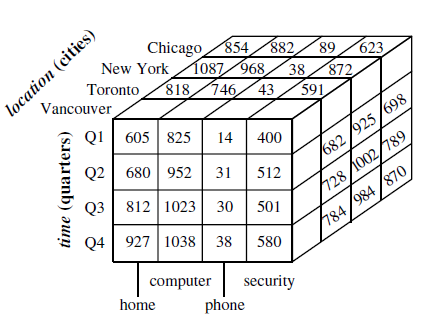 location (cities)
Chicago 854 882 89 623
New York 1087 968 38 872
Toronto 818 746 43 591
Vancouver
time (quarters)
Q1 605 825 14 400
Q2 680 952 31 512
Q3 812 1023 30 501
Q4 927 1038 38 580
682 925 698
728 1002 789
784 984 870
computer security
home phone